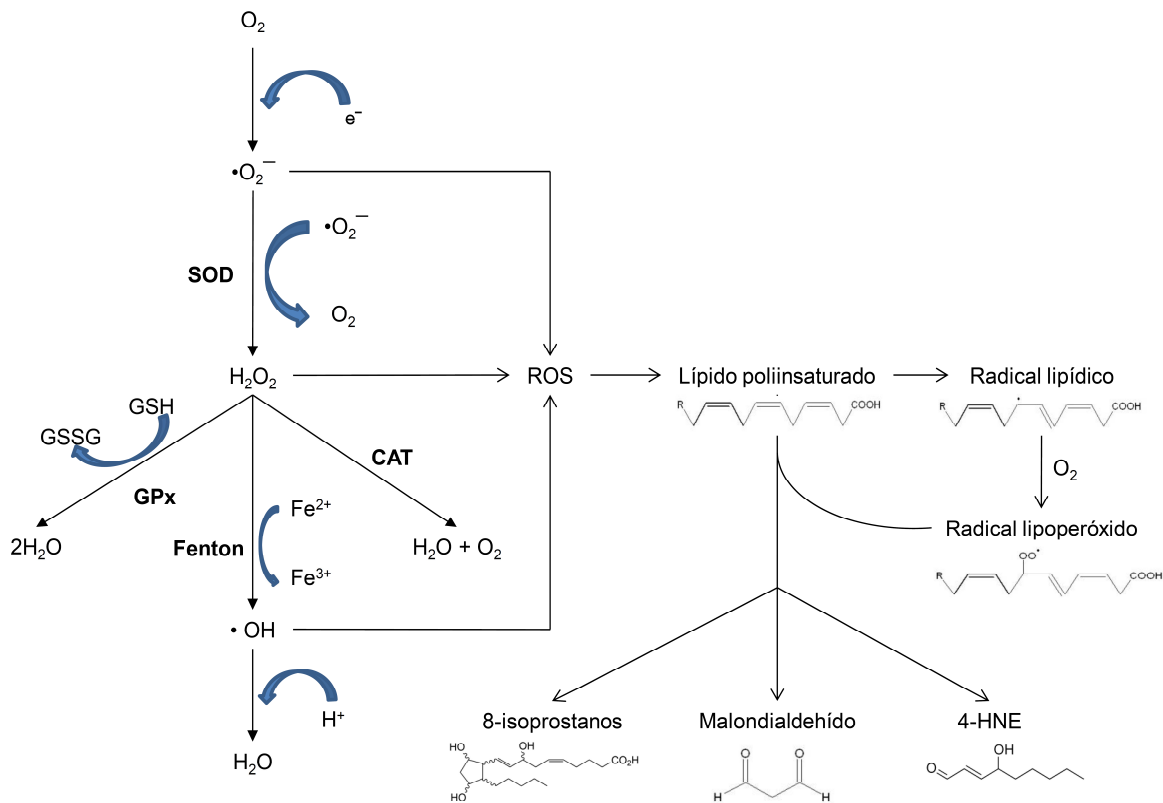 O₂
e⁻
•O₂⁻
•O₂⁻
SOD
O₂
H₂O₂
ROS
Lípido poliinsaturado
Radical lipídico
R
COOH
R
•
COOH
GSH
GSSG
CAT
O₂
GPx
Fe²⁺
Radical lipoperóxido
2H₂O
Fenton
H₂O + O₂
OO•
Fe³⁺
R
COOH
• OH
H⁺
8-isoprostanos
Malondialdehído
4-HNE
H₂O
HO
OH
CO₂H
HO
O
O
H
H
OH
O